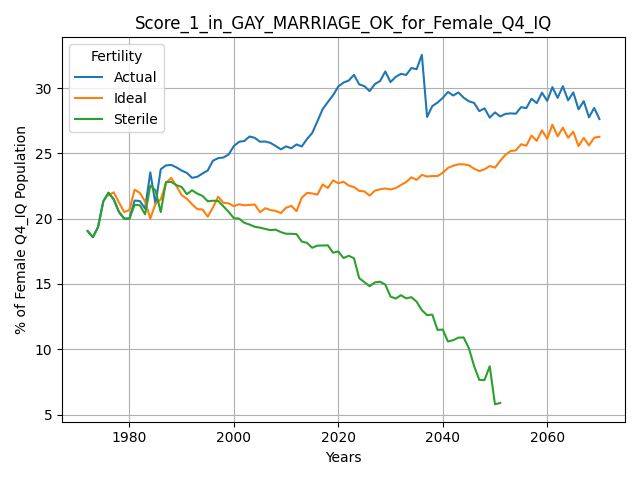 Score_1_in_GAY_MARRIAGE_OK_for_Female_Q4_IQ
Fertility
Actual
Ideal
Sterile
% of Female Q4_IQ Population
30
25
20
15
10
5
1980
2000
2020
2040
2060
Years